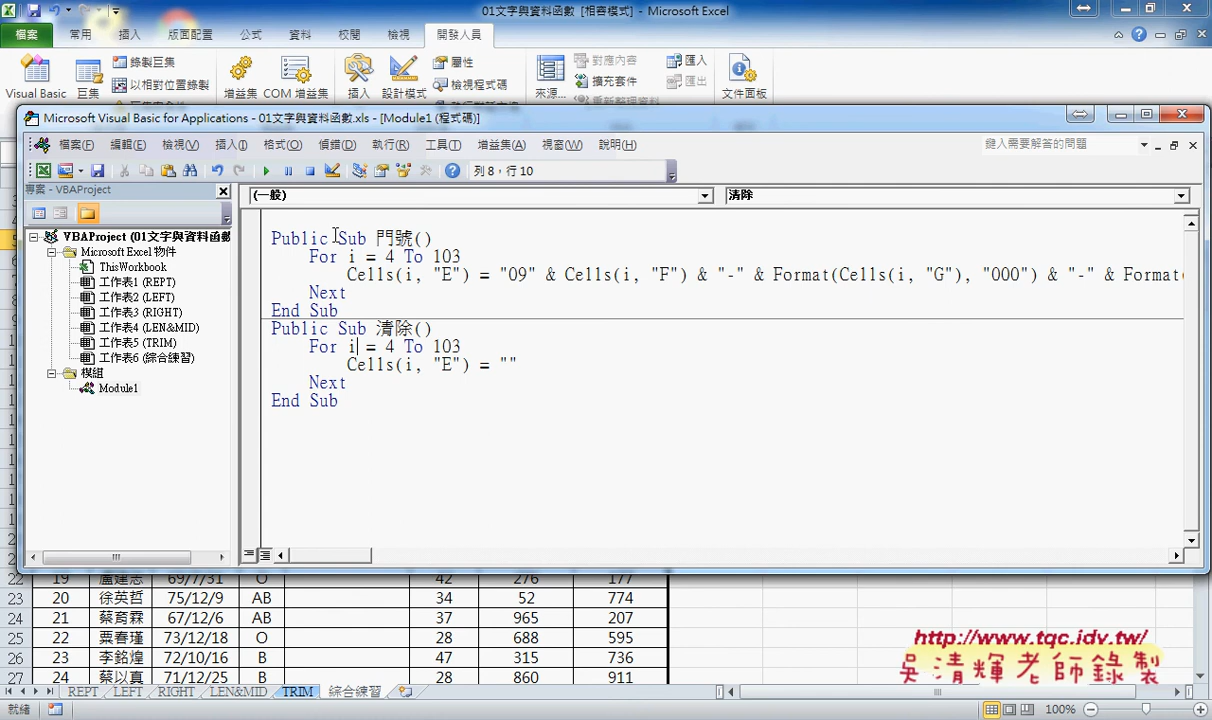 01文字與資料函數 [相容模式] - Microsoft Excel
檔案 常用 插入 版面配置 公式 資料 校閱 檢視 開發人員
錄製巨集 屬性 對應內容 匯入
以相對位置錄製 檢視程式碼 擴充套件 匯出
Visual Basic 巨集 增益集 COM 增益集 插入 設計模式 來源... 文件面板
Microsoft Visual Basic for Applications - 01文字與資料函數.xls - [Module1 (程式碼)]
檔案(F) 編輯(E) 檢視(V) 插入(I) 格式(O) 偵錯(D) 執行(R) 工具(T) 增益集(A) 視窗(W) 說明(H) 鍵入需要解答的問題
列 8，行 10
專案 - VBAProject
(一般) 清除
VBAProject (01文字與資料函數
Microsoft Excel 物件
ThisWorkbook
工作表1 (REPT)
工作表2 (LEFT)
工作表3 (RIGHT)
工作表4 (LEN&MID)
工作表5 (TRIM)
工作表6 (綜合練習)
模組
Module1
Public Sub 門號()
For i = 4 To 103
Cells(i, "E") = "09" & Cells(i, "F") & "-" & Format(Cells(i, "G"), "000") & "-" & Format(
Next
End Sub
Public Sub 清除()
For i = 4 To 103
Cells(i, "E") = ""
Next
End Sub
22 19 盧建志 69/7/31 O 42 276 177
23 20 徐英哲 75/12/9 AB 34 52 774
24 21 蔡育霖 67/12/6 AB 37 965 207
25 22 粟春瑾 73/12/18 O 28 688 595
26 23 李銘煌 72/10/16 B 47 315 736
27 24 蔡以真 71/12/25 B 28 860 911
http://www.tqc.idv.tw/
吳清輝老師錄製
REPT LEFT RIGHT LEN&MID TRIM 綜合練習
就緒 100%